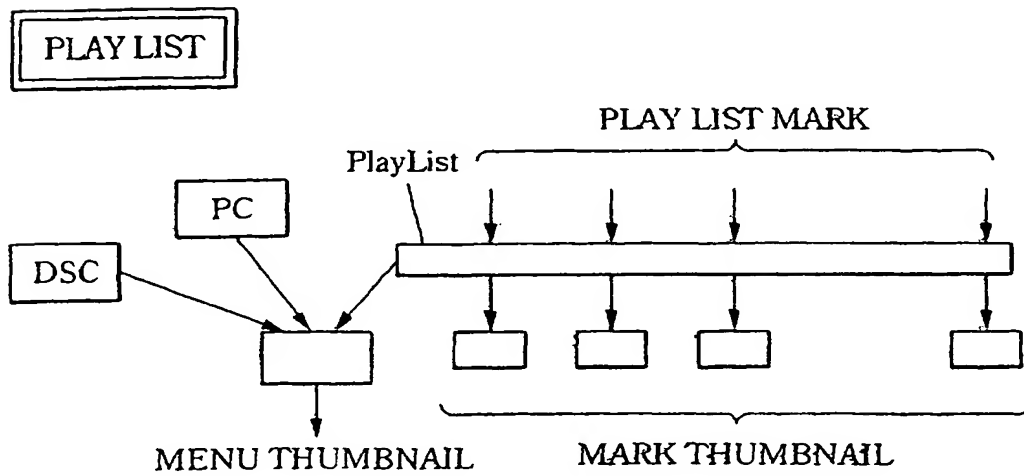 PLAY LIST
PLAY LIST MARK
PlayList
PC
DSC
MENU THUMBNAIL
MARK THUMBNAIL